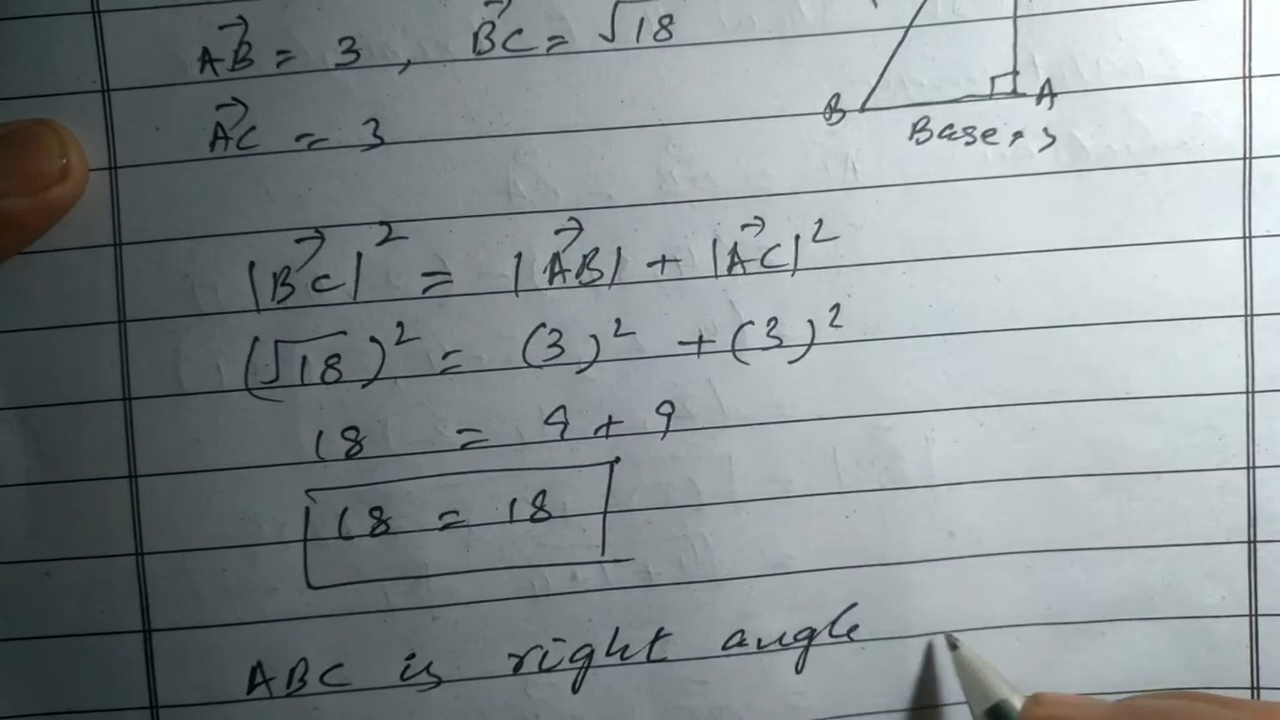 →AB = 3, →BC = √18
→AC = 3
B A
Base, 3
|→BC|² = |→AB| + |→AC|²
(√18)² = (3)² + (3)²
18 = 9 + 9
18 = 18
ABC is right angle